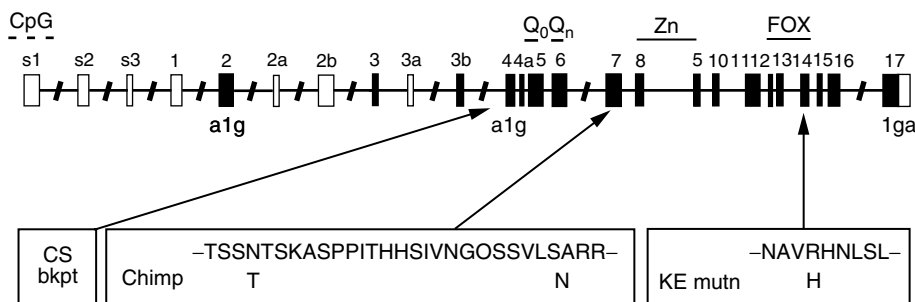 CpG Q0Qn Zn FOX
s1 s2 s3 1 2 2a 2b 3 3a 3b 4 4a 5 6 7 8 5 10 11 12 13 14 15 16 17
a1g a1g 1ga
CS bkpt
–TSSNTSKASPPITHHSIVNGOSSVLSARR–
Chimp T N
–NAVRHNLSL–
KE mutn H